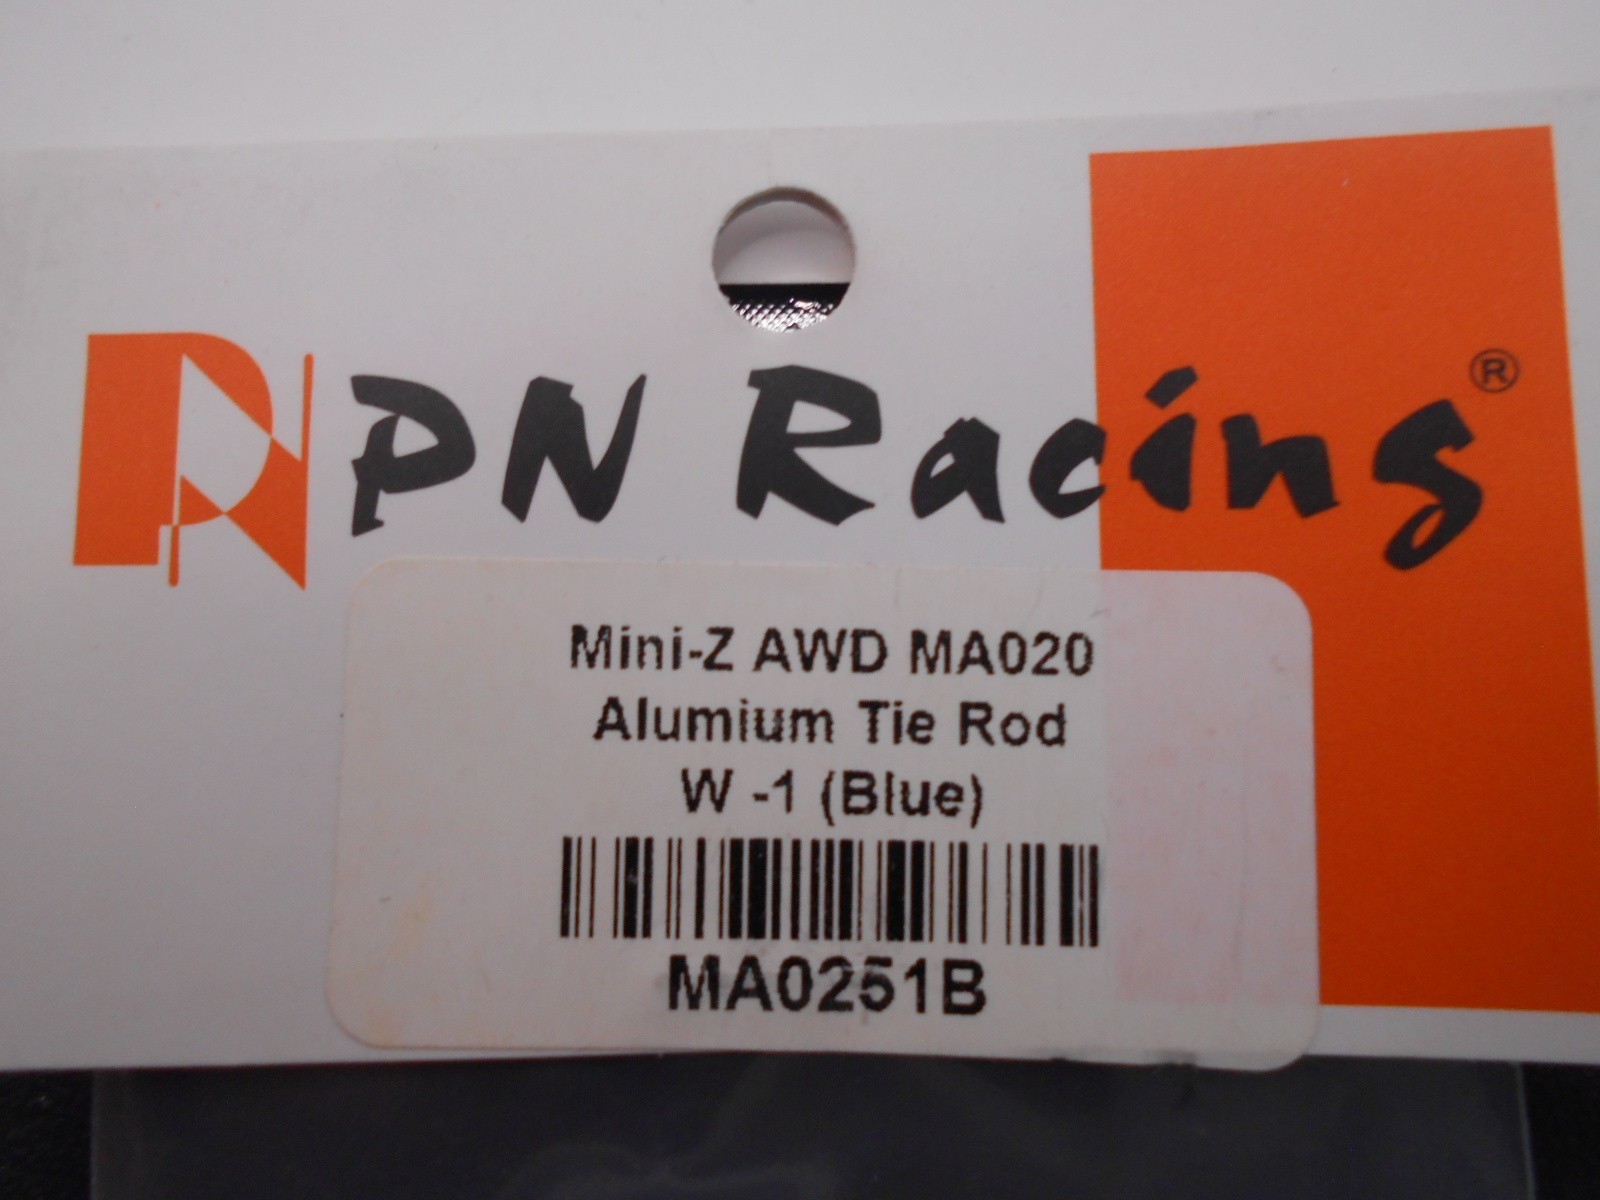 PN Racing®
Mini-Z AWD MA020
Alumium Tie Rod
W -1 (Blue)
MA0251B